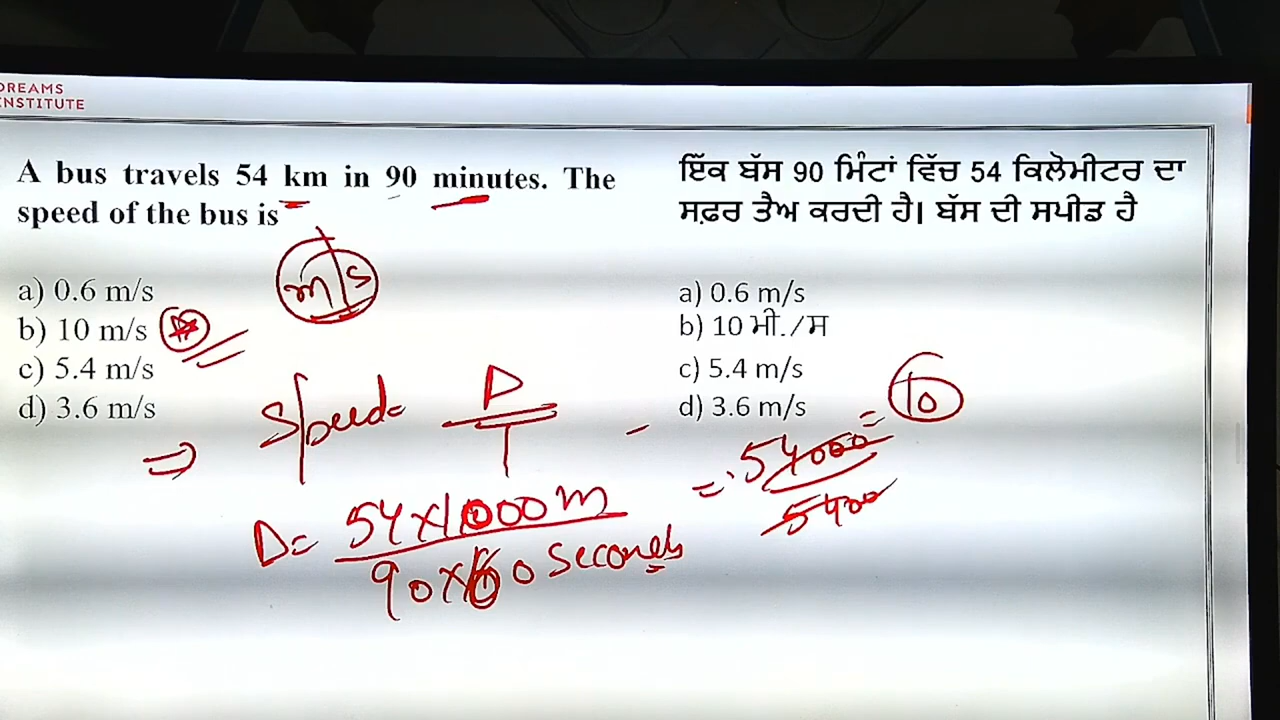 DREAMS
INSTITUTE
A bus travels 54 km in 90 minutes. The
speed of the bus is
a) 0.6 m/s
b) 10 m/s
c) 5.4 m/s
d) 3.6 m/s
m/s
ਇੱਕ ਬੱਸ 90 ਮਿੰਟਾਂ ਵਿੱਚ 54 ਕਿਲੋਮੀਟਰ ਦਾ
ਸਫ਼ਰ ਤੈਅ ਕਰਦੀ ਹੈ। ਬੱਸ ਦੀ ਸਪੀਡ ਹੈ
a) 0.6 m/s
b) 10 ਮੀ./ਸ
c) 5.4 m/s
d) 3.6 m/s
⇒ Speed = D
T
D = 54×1000 m
90×60 seconds
= 54000 = 10
5400